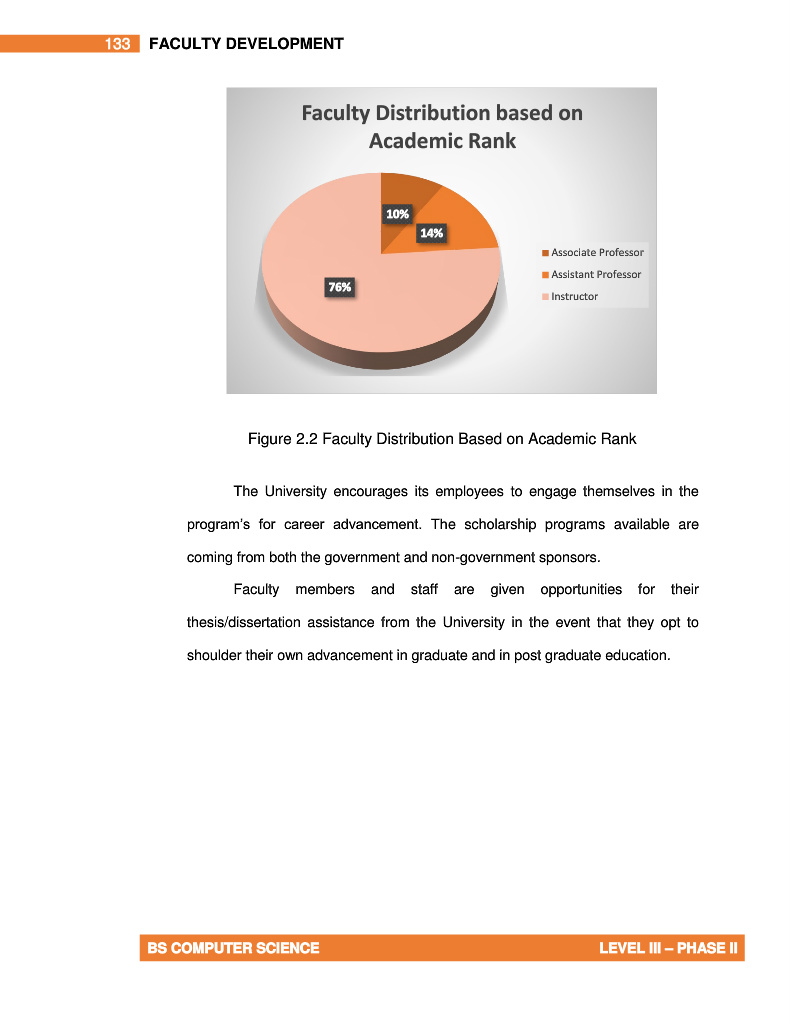 133 FACULTY DEVELOPMENT
Faculty Distribution based on
Academic Rank
10%
14%
76%
Associate Professor
Assistant Professor
Instructor
Figure 2.2 Faculty Distribution Based on Academic Rank
The University encourages its employees to engage themselves in the
program's for career advancement. The scholarship programs available are
coming from both the government and non-government sponsors.
Faculty members and staff are given opportunities for their
thesis/dissertation assistance from the University in the event that they opt to
shoulder their own advancement in graduate and in post graduate education.
BS COMPUTER SCIENCE LEVEL III – PHASE II